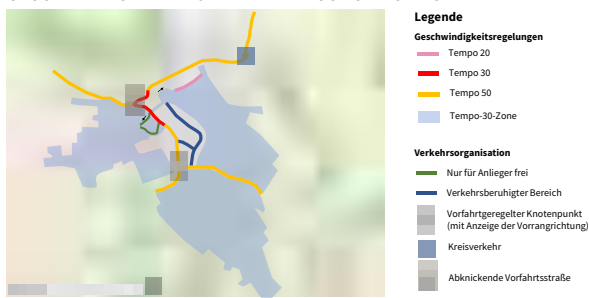 Legende
Geschwindigkeitsregelungen
Tempo 20
Tempo 30
Tempo 50
Tempo-30-Zone
Verkehrsorganisation
Nur für Anlieger frei
Verkehrsberuhigter Bereich
Vorfahrtgeregelter Knotenpunkt
(mit Anzeige der Vorrangrichtung)
Kreisverkehr
Abknickende Vorfahrtsstraße